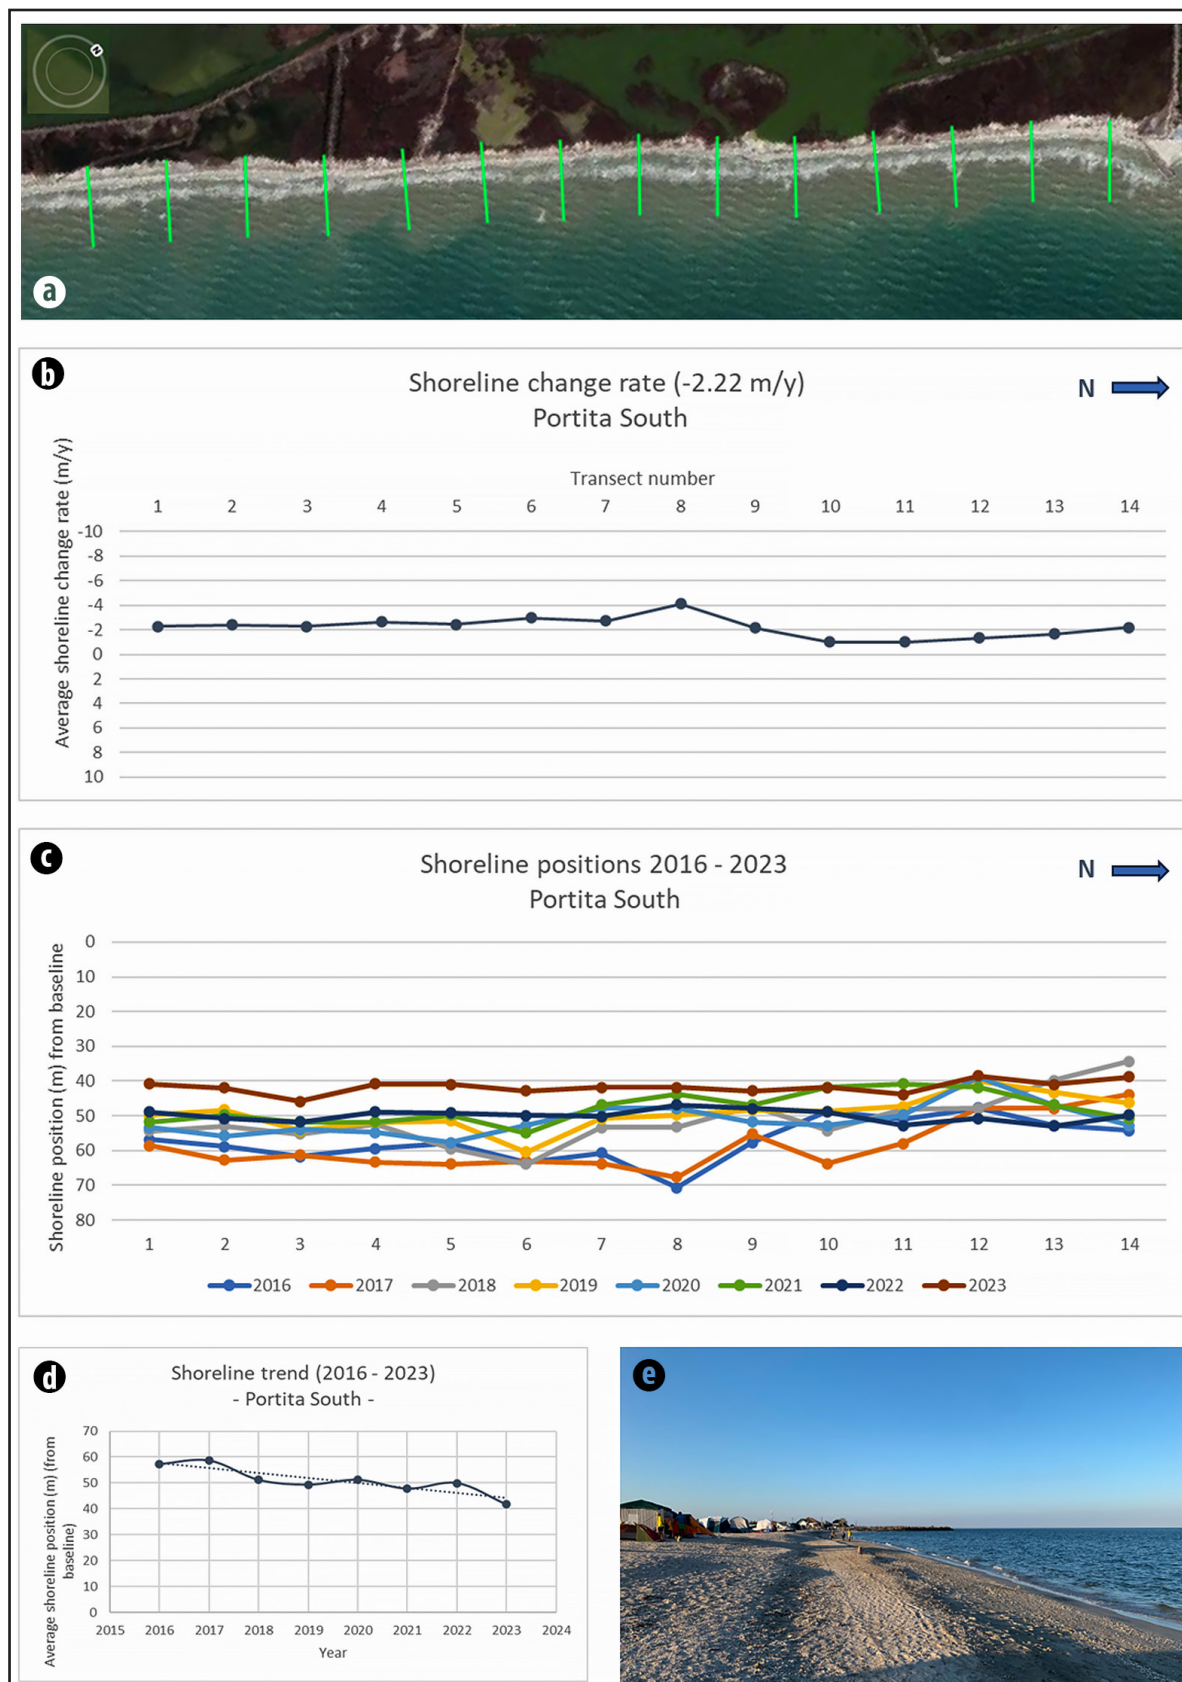 N
a
b
Shoreline change rate (-2.22 m/y)
Portita South
N
Average shoreline change rate (m/y)
Transect number
1 2 3 4 5 6 7 8 9 10 11 12 13 14
-10
-8
-6
-4
-2
0
2
4
6
8
10
c
Shoreline positions 2016 - 2023
Portita South
N
Shoreline position (m) from baseline
0
10
20
30
40
50
60
70
80
1 2 3 4 5 6 7 8 9 10 11 12 13 14
2016 2017 2018 2019 2020 2021 2022 2023
d
Shoreline trend (2016 - 2023)
- Portita South -
Average shoreline position (m) (from
baseline)
70
60
50
40
30
20
10
0
2015 2016 2017 2018 2019 2020 2021 2022 2023 2024
Year
e